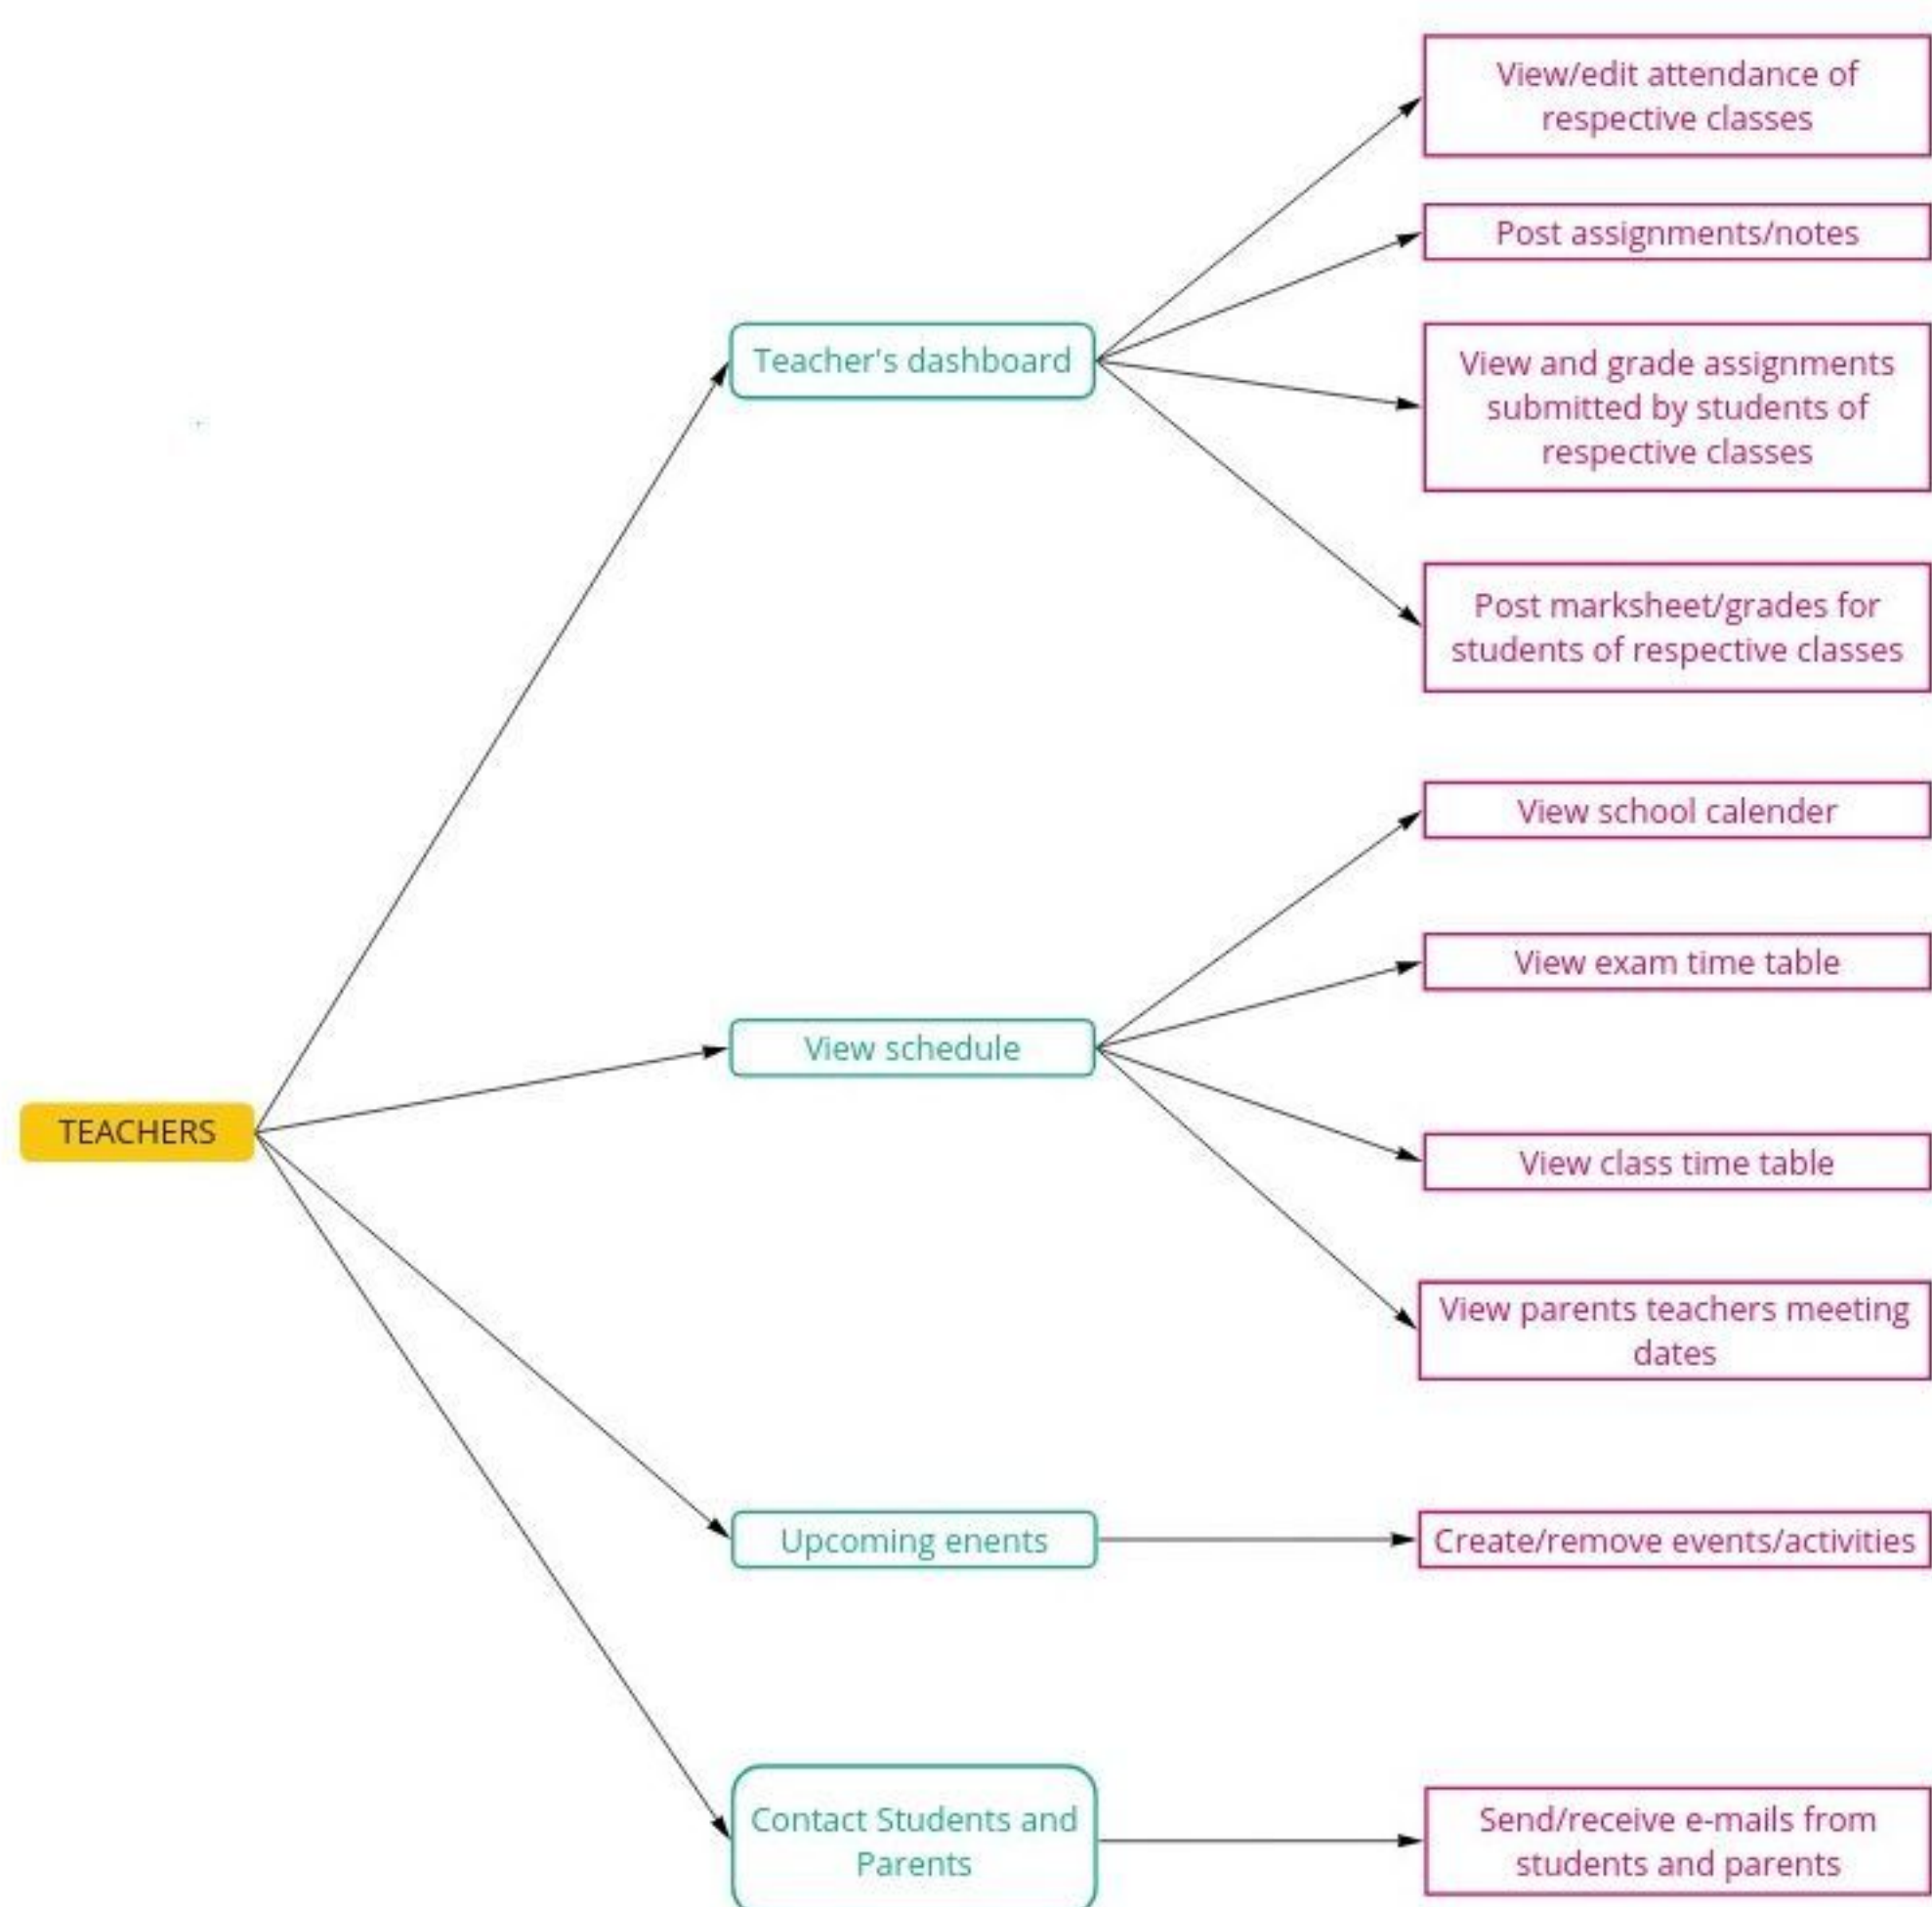 View/edit attendance of
respective classes
Post assignments/notes
Teacher's dashboard
View and grade assignments
submitted by students of
respective classes
Post marksheet/grades for
students of respective classes
View school calender
View exam time table
View schedule
TEACHERS
View class time table
View parents teachers meeting
dates
Upcoming enents
Create/remove events/activities
Contact Students and
Parents
Send/receive e-mails from
students and parents